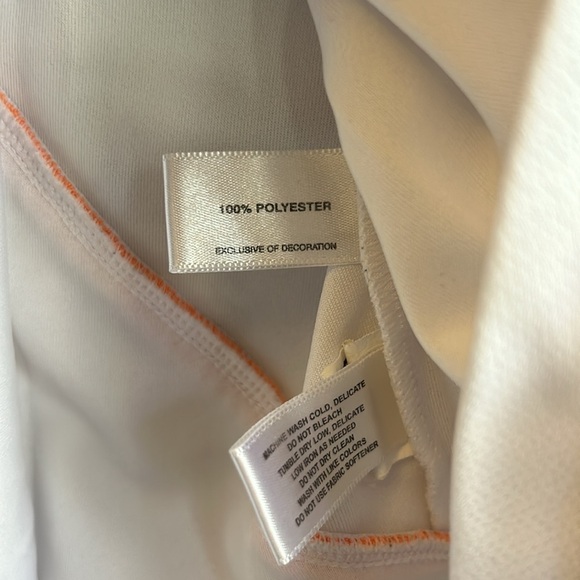 100% POLYESTER
EXCLUSIVE OF DECORATION
MACHINE WASH COLD, DELICATE
DO NOT BLEACH
TUMBLE DRY LOW, DELICATE
LOW IRON AS NEEDED
DO NOT DRY CLEAN
WASH WITH LIKE COLORS
DO NOT USE FABRIC SOFTENER